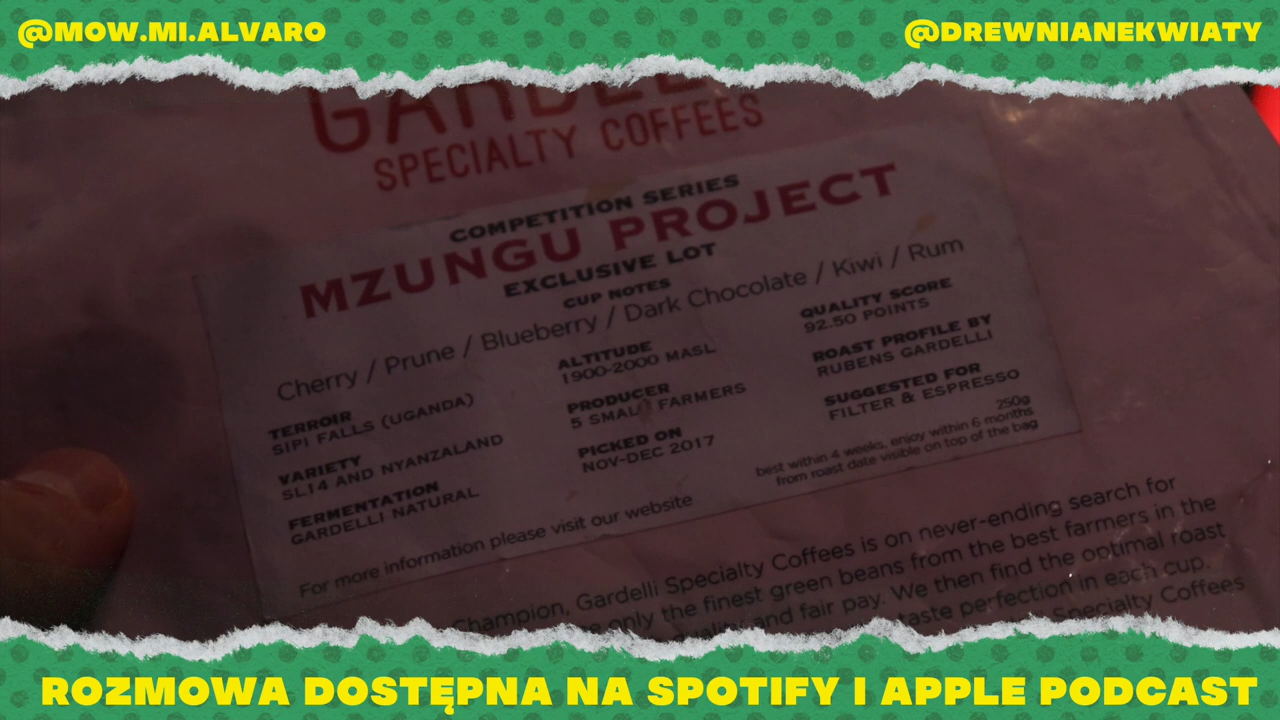 @MOW.MI.ALVARO
@DREWNIANEKWIATY
SPECIALTY COFFEES
COMPETITION SERIES
MZUNGU PROJECT
EXCLUSIVE LOT
CUP NOTES
Cherry / Prune / Blueberry / Dark Chocolate / Kiwi / Rum
TERROIR
SIPI FALLS (UGANDA)
VARIETY
SL14 AND NYANZALAND
FERMENTATION
GARDELLI NATURAL
ALTITUDE
1900-2000 MASL
PRODUCER
5 SMALL FARMERS
PICKED ON
NOV-DEC 2017
QUALITY SCORE
92.50 POINTS
ROAST PROFILE BY
RUBENS GARDELLI
SUGGESTED FOR
FILTER & ESPRESSO
250g
best within 4 weeks, enjoy within 6 months
from roast date visible on top of the bag
For more information please visit our website
Champion, Gardelli Specialty Coffees is on never-ending search for
only the finest green beans from the best farmers in the
and fair pay. We then find the optimal roast
taste perfection in each cup.
Specialty Coffees
ROZMOWA DOSTĘPNA NA SPOTIFY I APPLE PODCAST